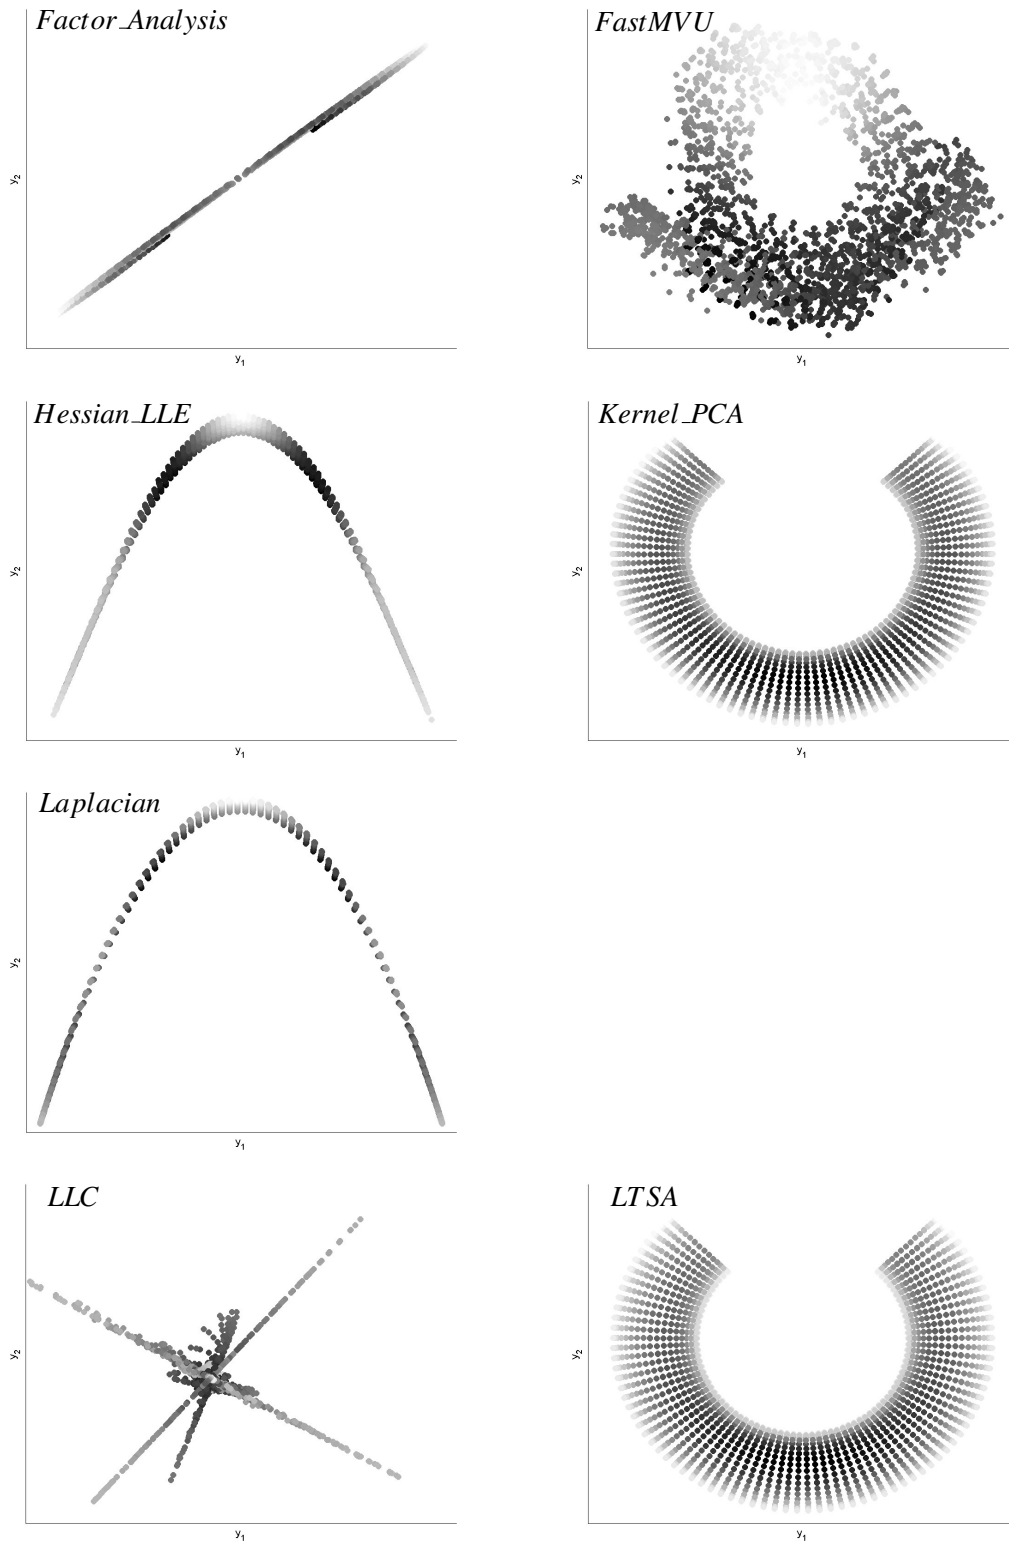 Factor_Analysis
y2
y1
FastMVU
y2
y1
Hessian_LLE
y2
y1
Kernel_PCA
y2
y1
Laplacian
y2
y1
LLC
y2
y1
LTSA
y2
y1